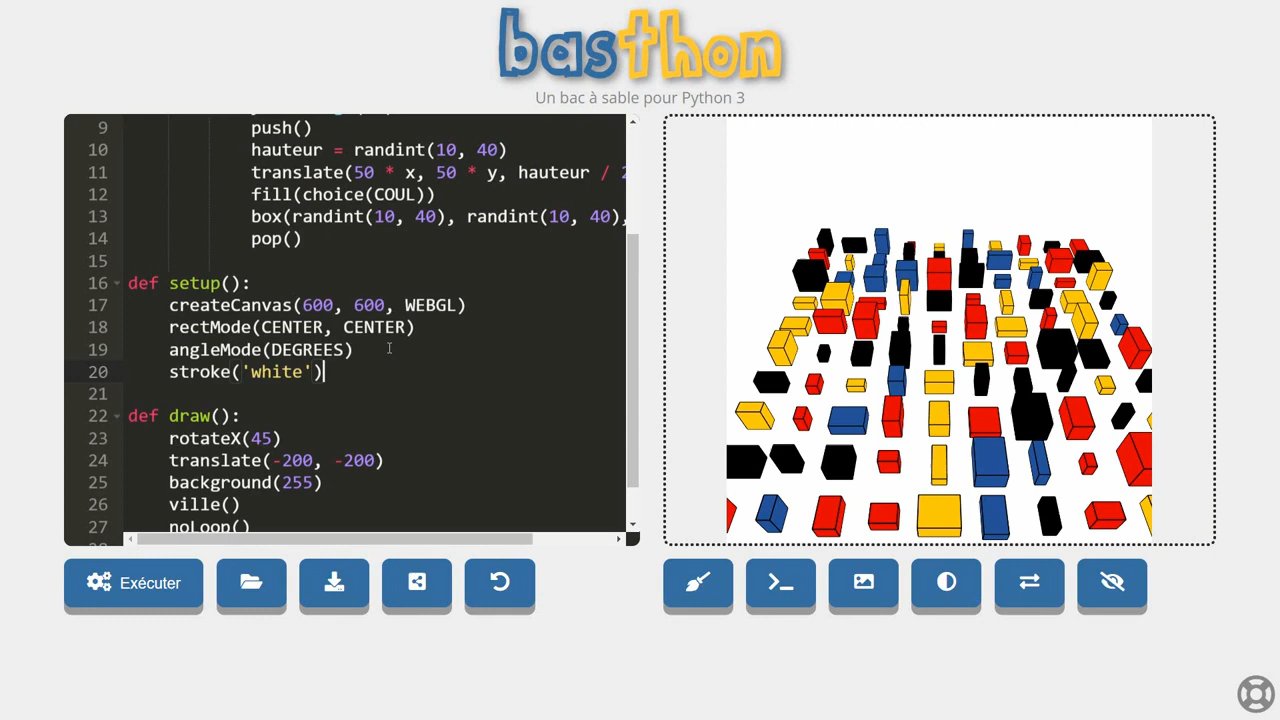 basthon
Un bac à sable pour Python 3
9 push()
10 hauteur = randint(10, 40)
11 translate(50 * x, 50 * y, hauteur / 2
12 fill(choice(COUL))
13 box(randint(10, 40), randint(10, 40),
14 pop()
15
16 def setup():
17 createCanvas(600, 600, WEBGL)
18 rectMode(CENTER, CENTER)
19 angleMode(DEGREES)
20 stroke('white')
21
22 def draw():
23 rotateX(45)
24 translate(-200, -200)
25 background(255)
26 ville()
27 noLoop()
Exécuter